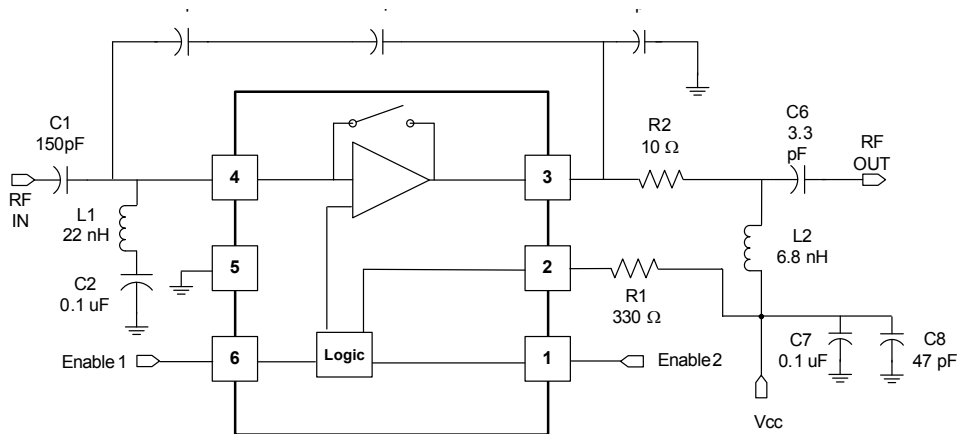 C1
150pF
RF
IN
L1
22 nH
C2
0.1 uF
4
5
6
Enable 1
Logic
3
2
1
Enable2
R2
10 Ω
R1
330 Ω
C6
3.3
pF
RF
OUT
L2
6.8 nH
C7
0.1 uF
C8
47 pF
Vcc